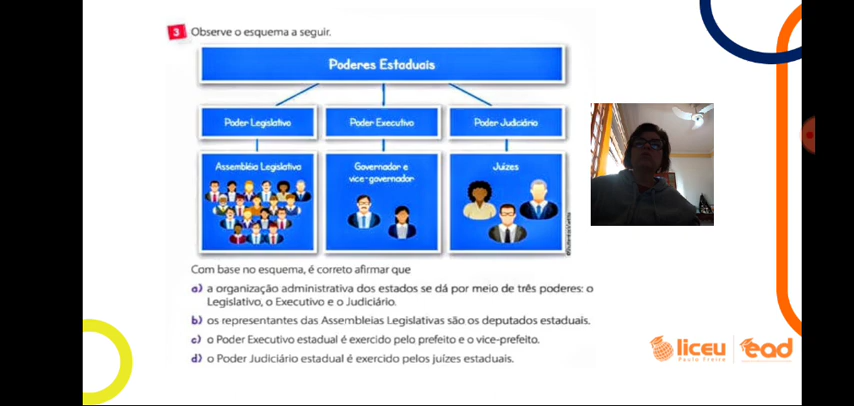 3 Observe o esquema a seguir.
Poderes Estaduais
Poder Legislativo
Poder Executivo
Poder Judiciário
Assembléia Legislativa
Governador e
vice-governador
Juízes
Com base no esquema, é correto afirmar que
a) a organização administrativa dos estados se dá por meio de três poderes: o
Legislativo, o Executivo e o Judiciário.
b) os representantes das Assembleias Legislativas são os deputados estaduais.
c) o Poder Executivo estadual é exercido pelo prefeito e o vice-prefeito.
d) o Poder Judiciário estadual é exercido pelos juízes estaduais.
liceu ead
Paulo Freire